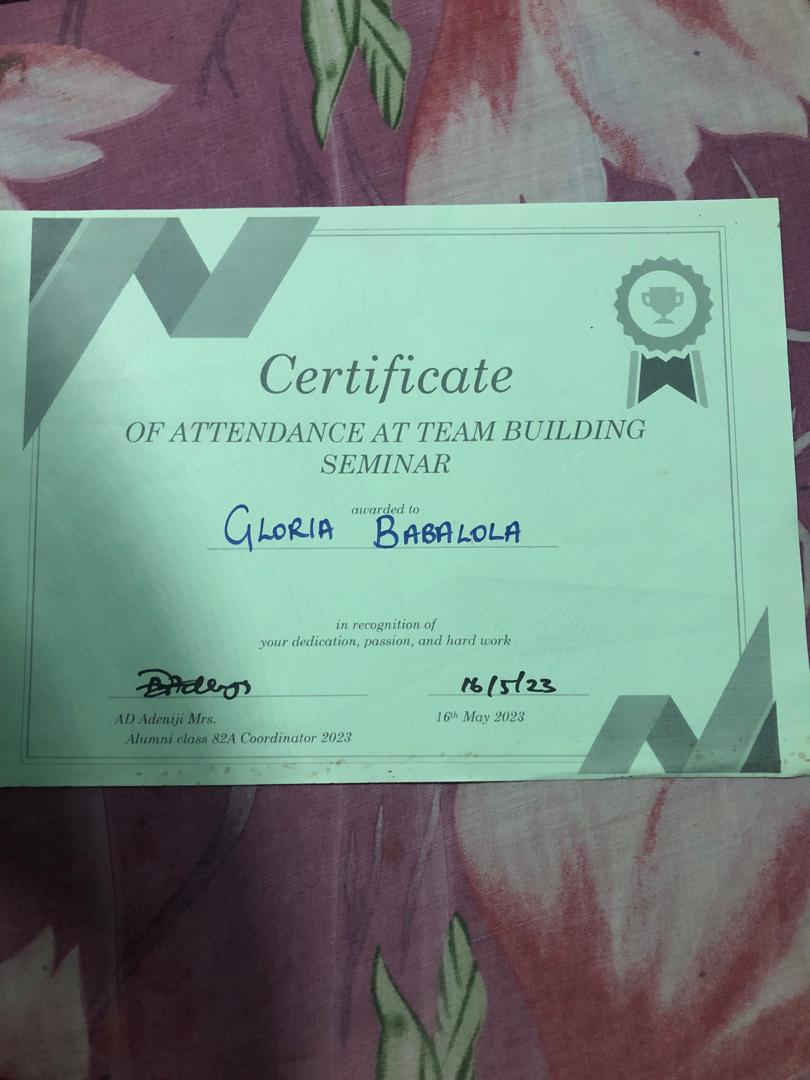 Certificate
OF ATTENDANCE AT TEAM BUILDING
SEMINAR
awarded to
GLORIA BABALOLA
in recognition of
your dedication, passion, and hard work
16/5/23
AD Adeniji Mrs.
16th May 2023
Alumni class 82A Coordinator 2023